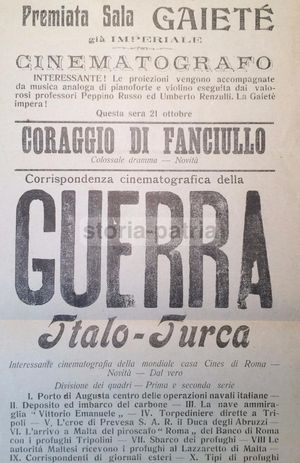 Premiata Sala GAIETÉ
già IMPERIALE
CINEMATOGRAFO
INTERESSANTE! Le proiezioni vengono accompagnate
da musica analoga di pianoforte e violino eseguita dai valorosi
professori Peppino Russo ed Umberto Renzulli. La Gaieté
impera!
Questa sera 21 ottobre
CORAGGIO DI FANCIULLO
Colossale dramma — Novità
Corrispondenza cinematografica della
GUERRA
storia-patria
Italo-Turca
Interessante cinematografia della mondiale casa Cines di Roma —
Novità — Dal vero
Divisione dei quadri — Prima e seconda serie
I. Porto di Augusta centro delle operazioni navali italiane —
II. Deposito ed imbarco del carbone — III. La nave ammiraglia
"Vittorio Emanuele" — IV. Torpediniere dirette a Tripoli
— V. L'eroe di Prevesa S. A. R. il Duca degli Abruzzi —
VI. L'arrivo a Malta del piroscafo "Roma" del Banco di Roma
con i profughi Tripolini — VII. Sbarco dei profughi — VIII Le
autorità Maltesi ricevono i profughi al Lazzaretto di Malta
— IX. Corrispondenti di giornali esteri — X. Tipi di profughi